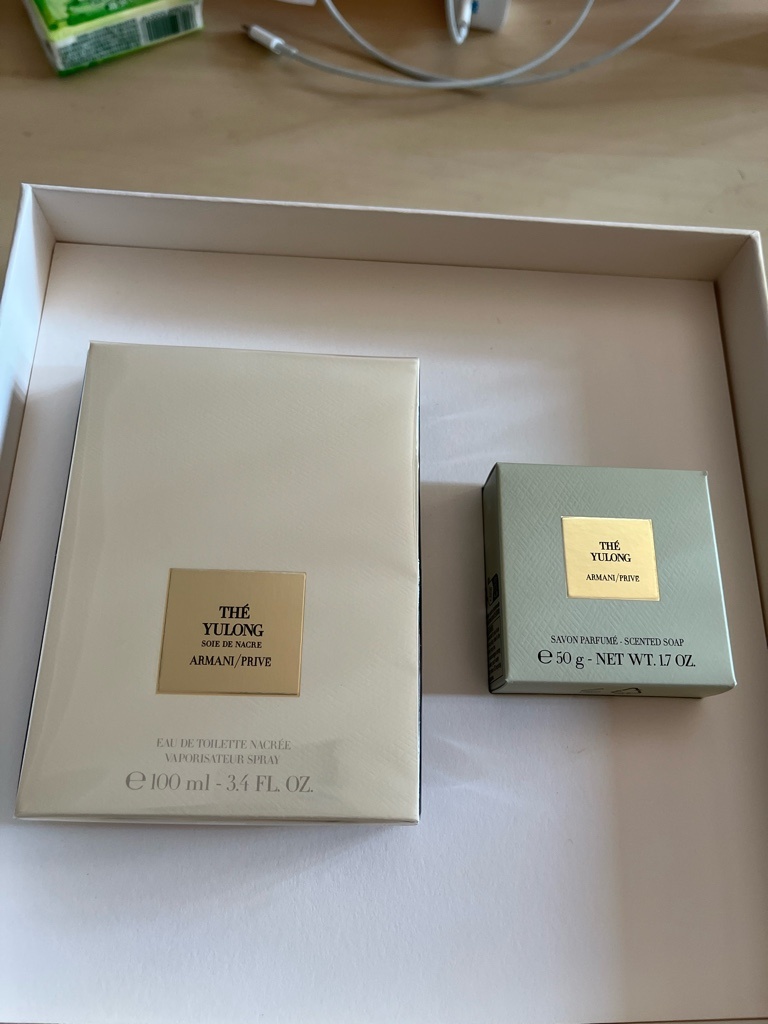 THÉ
YULONG
SOIE DE NACRE
ARMANI/PRIVE
EAU DE TOILETTE NACRÉE
VAPORISATEUR SPRAY
℮ 100 ml - 3.4 FL. OZ.
THÉ
YULONG
ARMANI/PRIVE
SAVON PARFUMÉ - SCENTED SOAP
℮ 50 g - NET WT. 1.7 OZ.